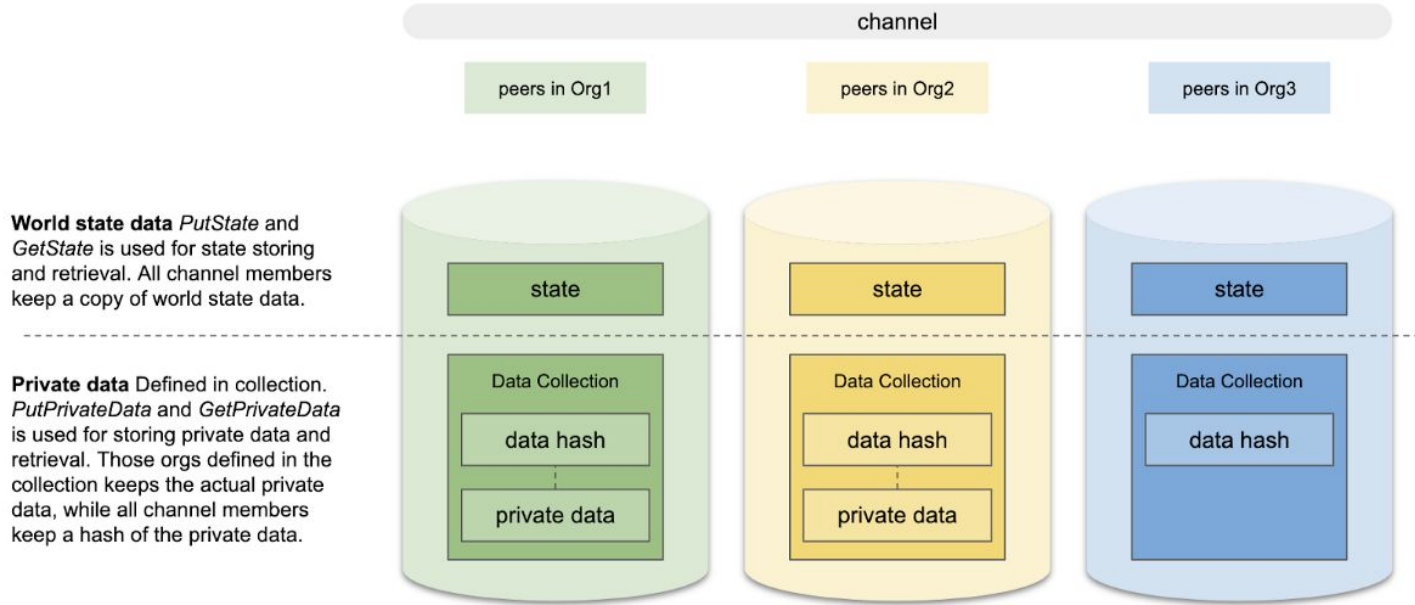 channel
peers in Org1
peers in Org2
peers in Org3
World state data PutState and
GetState is used for state storing
and retrieval. All channel members
keep a copy of world state data.
state
state
state
Private data Defined in collection.
PutPrivateData and GetPrivateData
is used for storing private data and
retrieval. Those orgs defined in the
collection keeps the actual private
data, while all channel members
keep a hash of the private data.
Data Collection
data hash
private data
Data Collection
data hash
private data
Data Collection
data hash